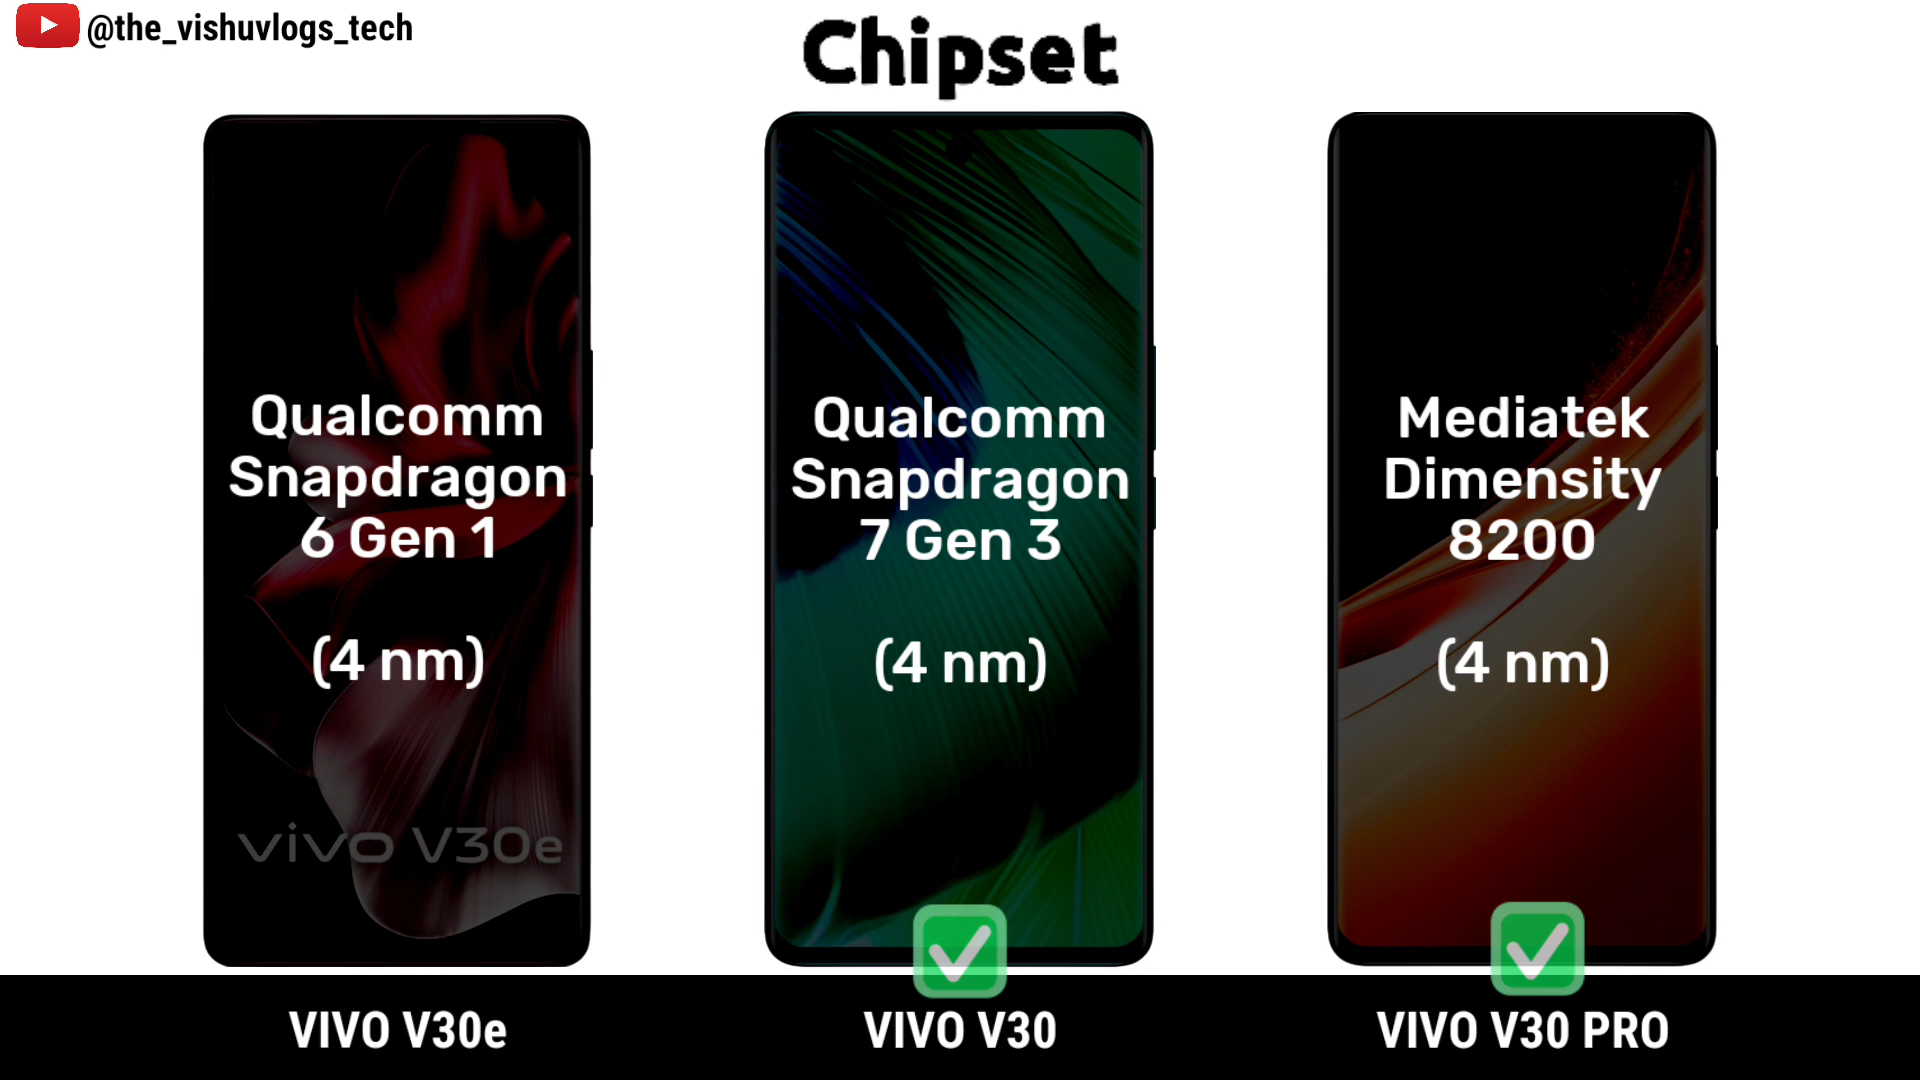 @the_vishuvlogs_tech
Chipset
Qualcomm
Snapdragon
6 Gen 1
(4 nm)
vivo V30e
Qualcomm
Snapdragon
7 Gen 3
(4 nm)
Mediatek
Dimensity
8200
(4 nm)
VIVO V30e
VIVO V30
VIVO V30 PRO